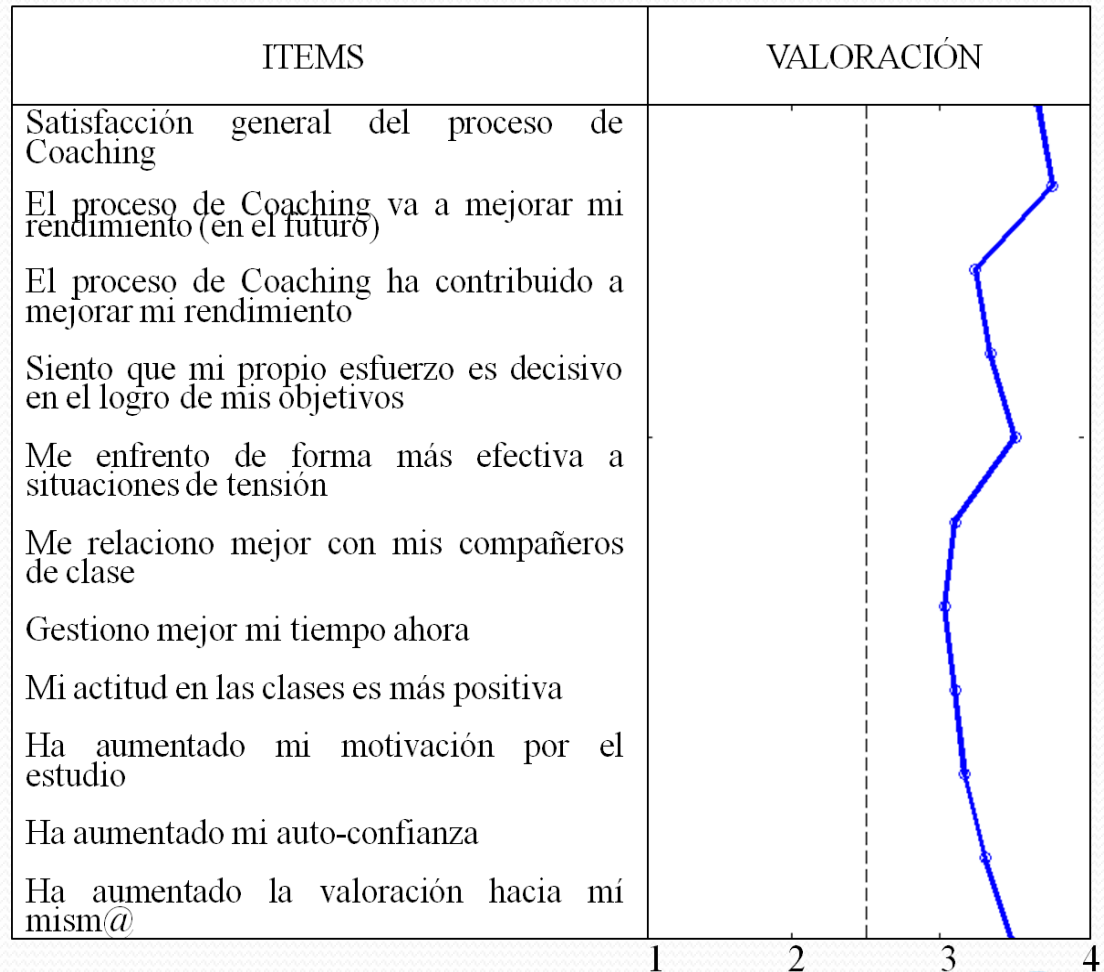 ITEMS
VALORACIÓN
Satisfacción general del proceso de
Coaching
El proceso de Coaching va a mejorar mi
rendimiento (en el futuro)
El proceso de Coaching ha contribuido a
mejorar mi rendimiento
Siento que mi propio esfuerzo es decisivo
en el logro de mis objetivos
Me enfrento de forma más efectiva a
situaciones de tensión
Me relaciono mejor con mis compañeros
de clase
Gestiono mejor mi tiempo ahora
Mi actitud en las clases es más positiva
Ha aumentado mi motivación por el
estudio
Ha aumentado mi auto-confianza
Ha aumentado la valoración hacia mí
mism@
1 2 3 4